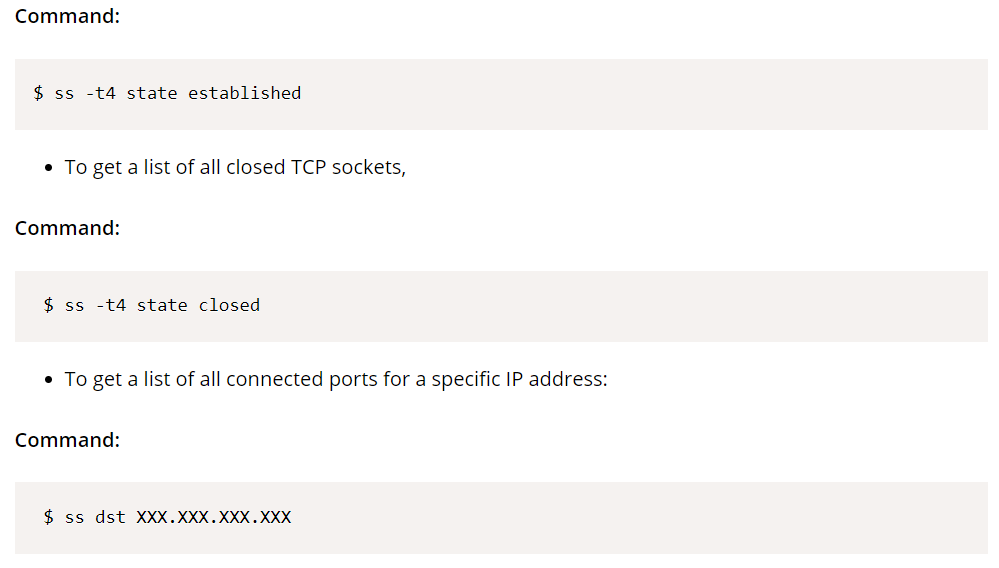 Command:
$ ss -t4 state established
• To get a list of all closed TCP sockets,
Command:
$ ss -t4 state closed
• To get a list of all connected ports for a specific IP address:
Command:
$ ss dst XXX.XXX.XXX.XXX